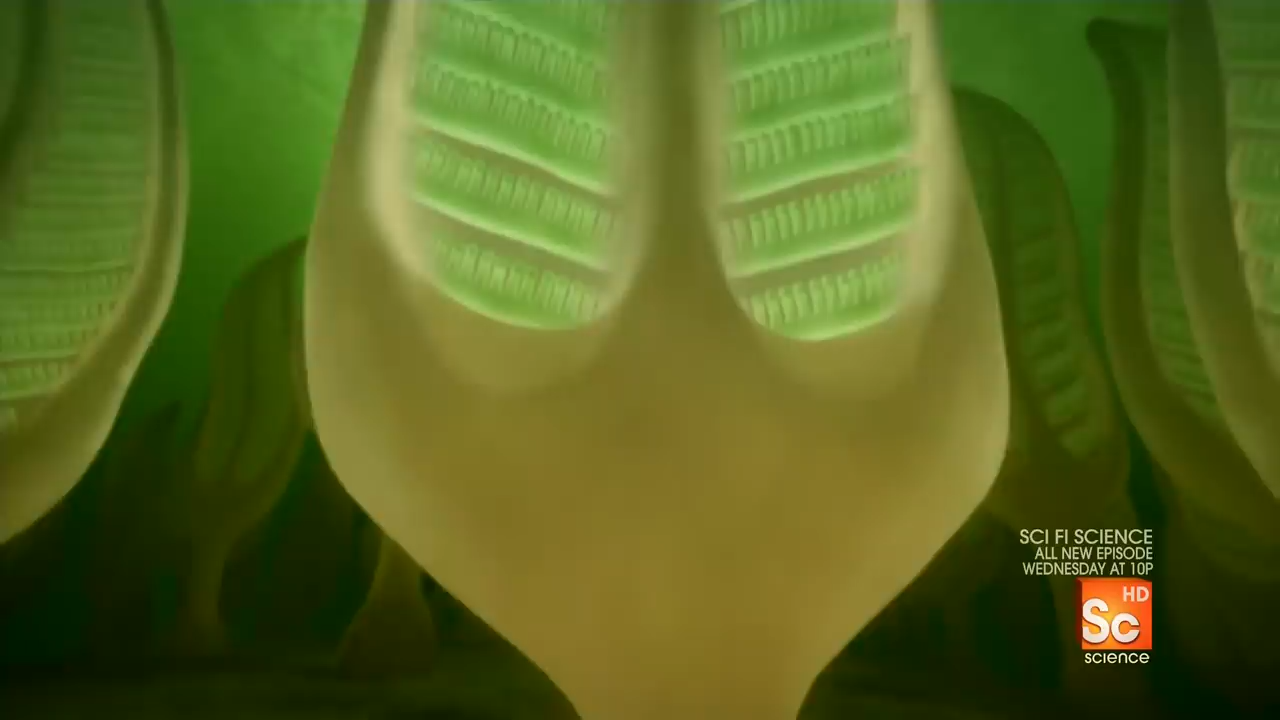 SCI FI SCIENCE
ALL NEW EPISODE
WEDNESDAY AT 10P
HD
Sc
science